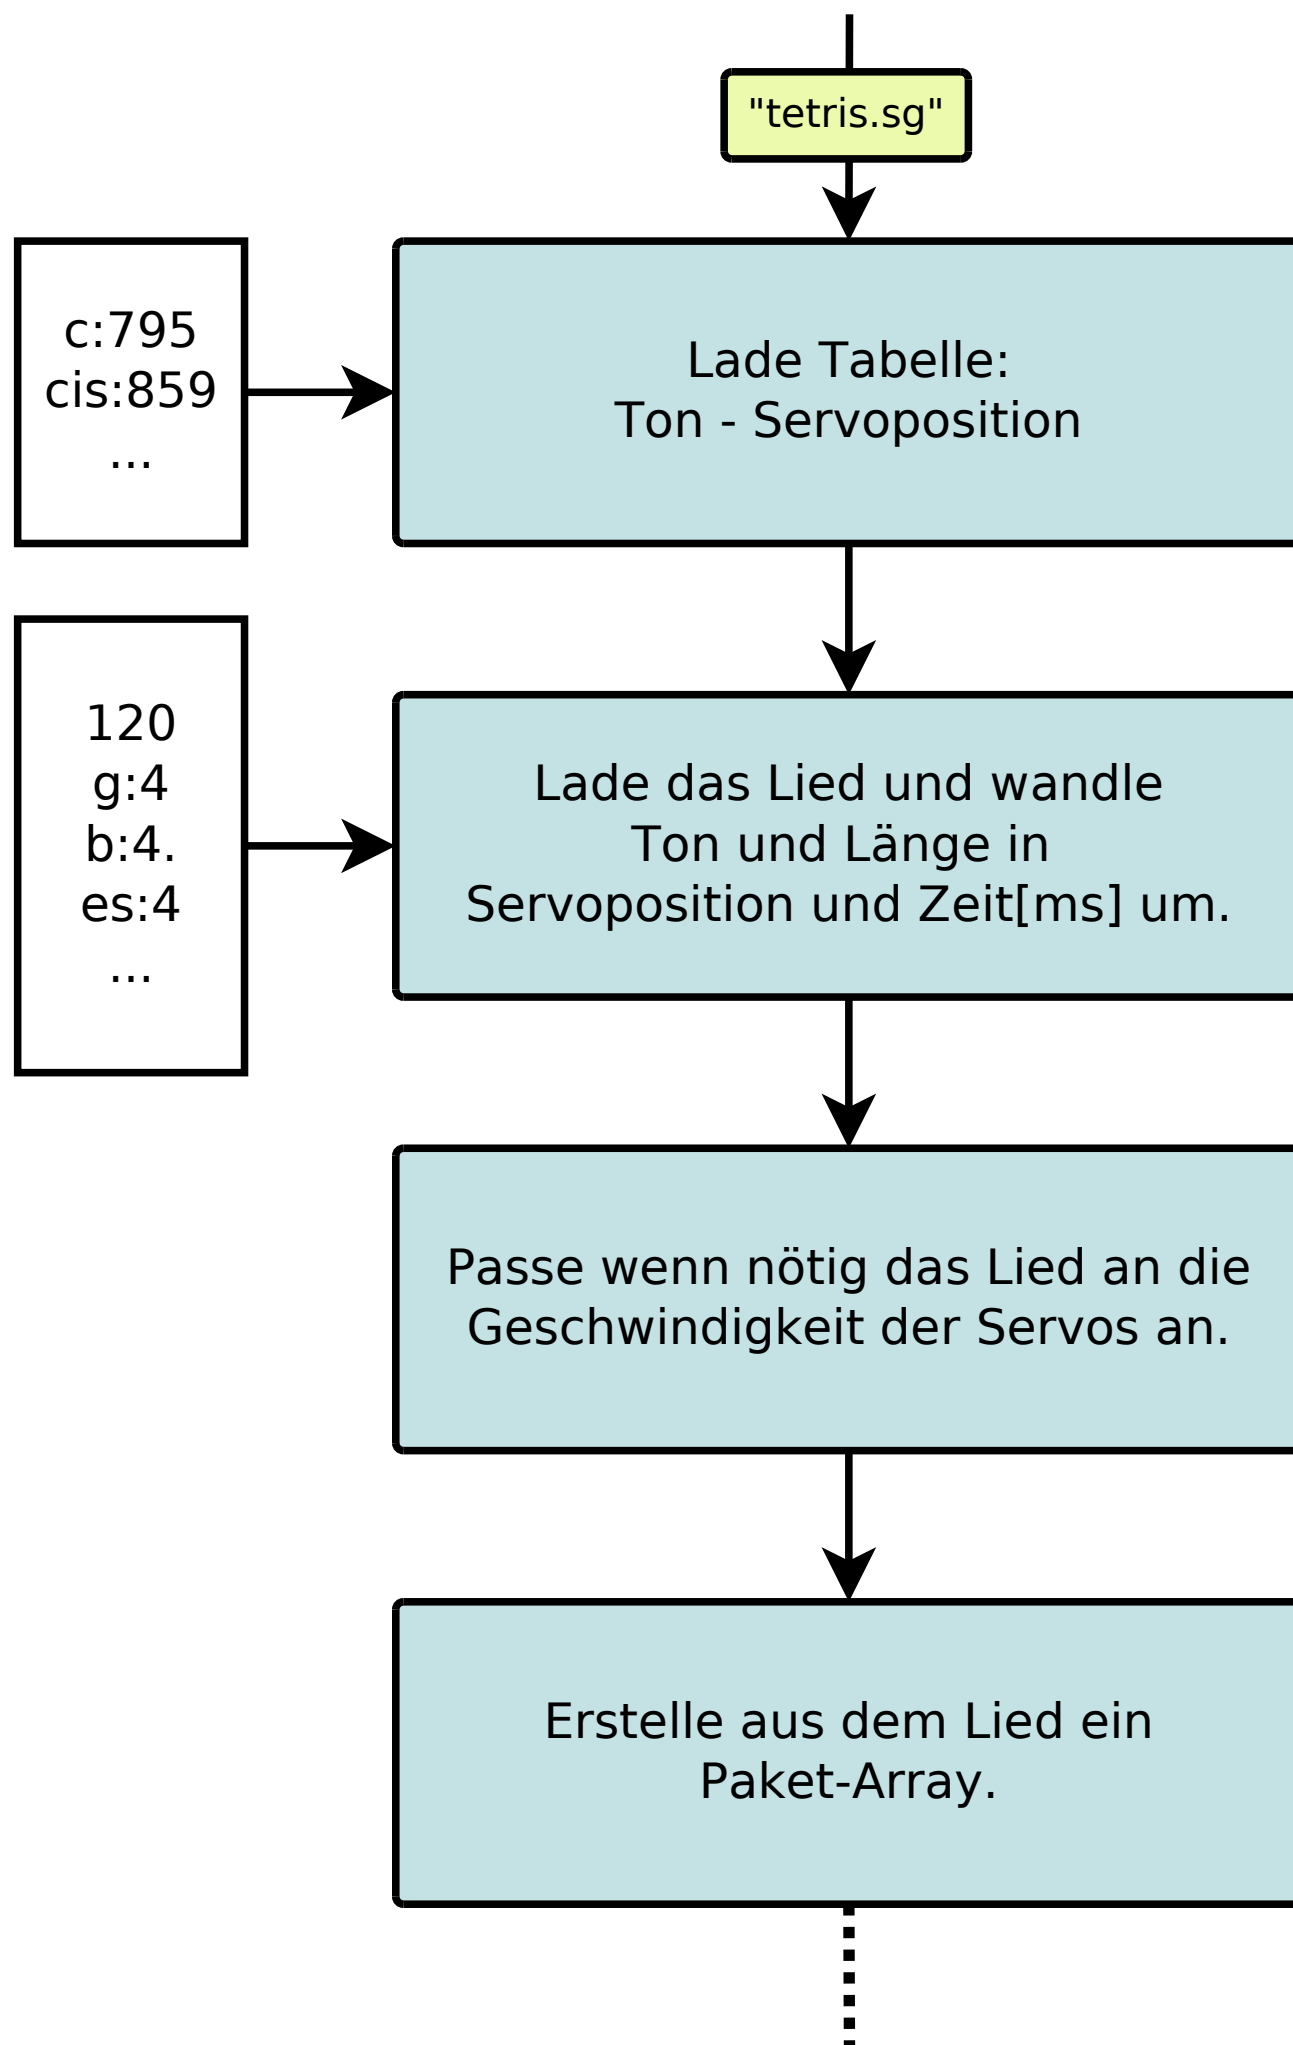 "tetris.sg"
c:795
cis:859
...
Lade Tabelle:
Ton - Servoposition
120
g:4
b:4.
es:4
...
Lade das Lied und wandle
Ton und Länge in
Servoposition und Zeit[ms] um.
Passe wenn nötig das Lied an die
Geschwindigkeit der Servos an.
Erstelle aus dem Lied ein
Paket-Array.